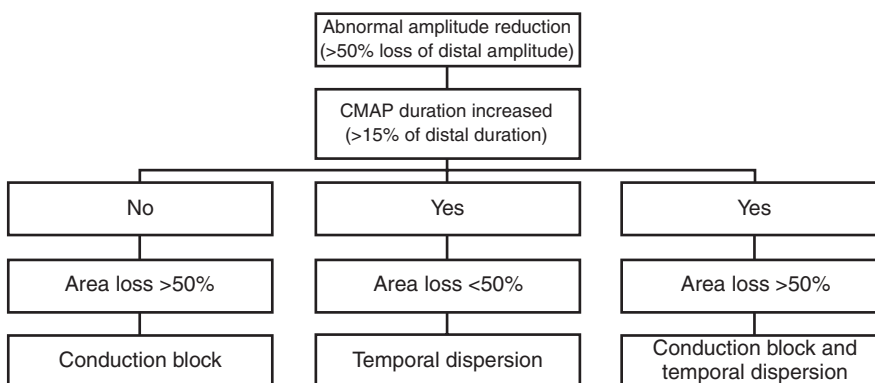 Abnormal amplitude reduction
(>50% loss of distal amplitude)
CMAP duration increased
(>15% of distal duration)
No
Yes
Yes
Area loss >50%
Area loss <50%
Area loss >50%
Conduction block
Temporal dispersion
Conduction block and
temporal dispersion